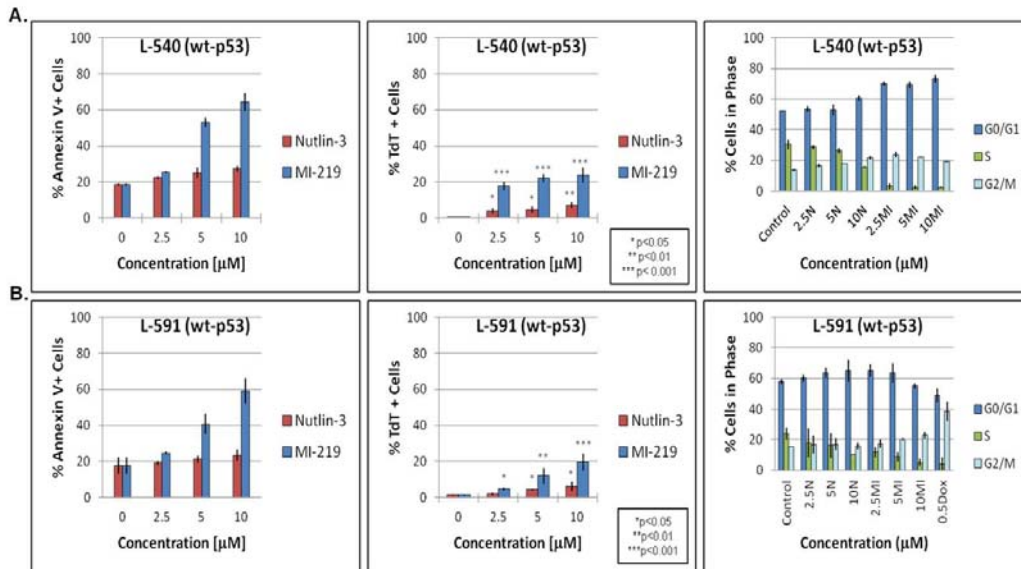 A.
L-540 (wt-p53)
% Annexin V+ Cells
100
80
60
40
20
0
0 2.5 5 10
Concentration [µM]
Nutlin-3
MI-219
L-540 (wt-p53)
% TdT + Cells
100
80
60
40
20
0
* *** * *** ** ***
0 2.5 5 10
Concentration [µM]
Nutlin-3
MI-219
*p<0.05
**p<0.01
***p< 0.001
L-540 (wt-p53)
% Cells in Phase
100
80
60
40
20
0
Control 2.5N 5N 10N 2.5MI 5MI 10MI
Concentration (µM)
G0/G1
S
G2/M
B.
L-591 (wt-p53)
% Annexin V+ Cells
100
80
60
40
20
0
0 2.5 5 10
Concentration [µM]
Nutlin-3
MI-219
L-591 (wt-p53)
% TdT + Cells
100
80
60
40
20
0
* * ** * ***
0 2.5 5 10
Concentration [µM]
Nutlin-3
MI-219
*p<0.05
**p<0.01
***p<0.001
L-591 (wt-p53)
% Cells in Phase
100
80
60
40
20
0
Control 2.5N 5N 10N 2.5MI 5MI 10MI 0.5Dox
Concentration (µM)
G0/G1
S
G2/M